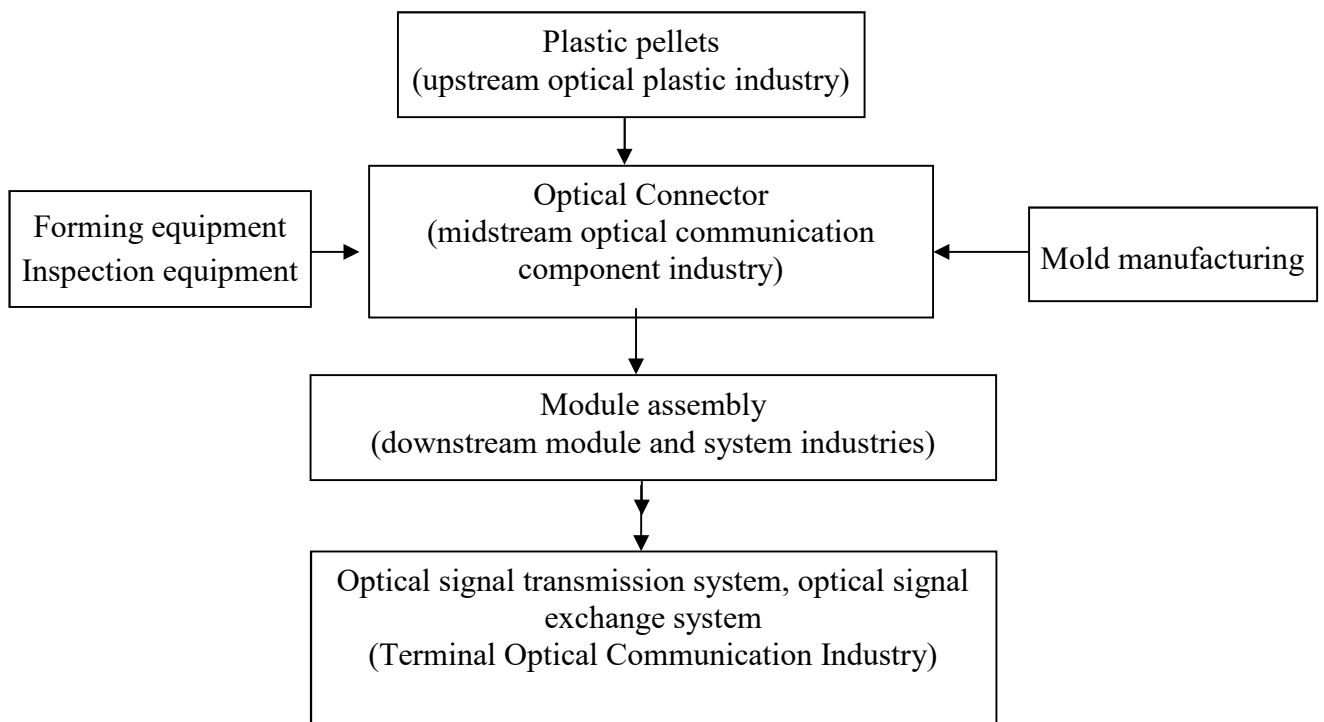 Plastic pellets
(upstream optical plastic industry)
Optical Connector
(midstream optical communication
component industry)
Forming equipment
Inspection equipment
Mold manufacturing
Module assembly
(downstream module and system industries)
Optical signal transmission system, optical signal
exchange system
(Terminal Optical Communication Industry)